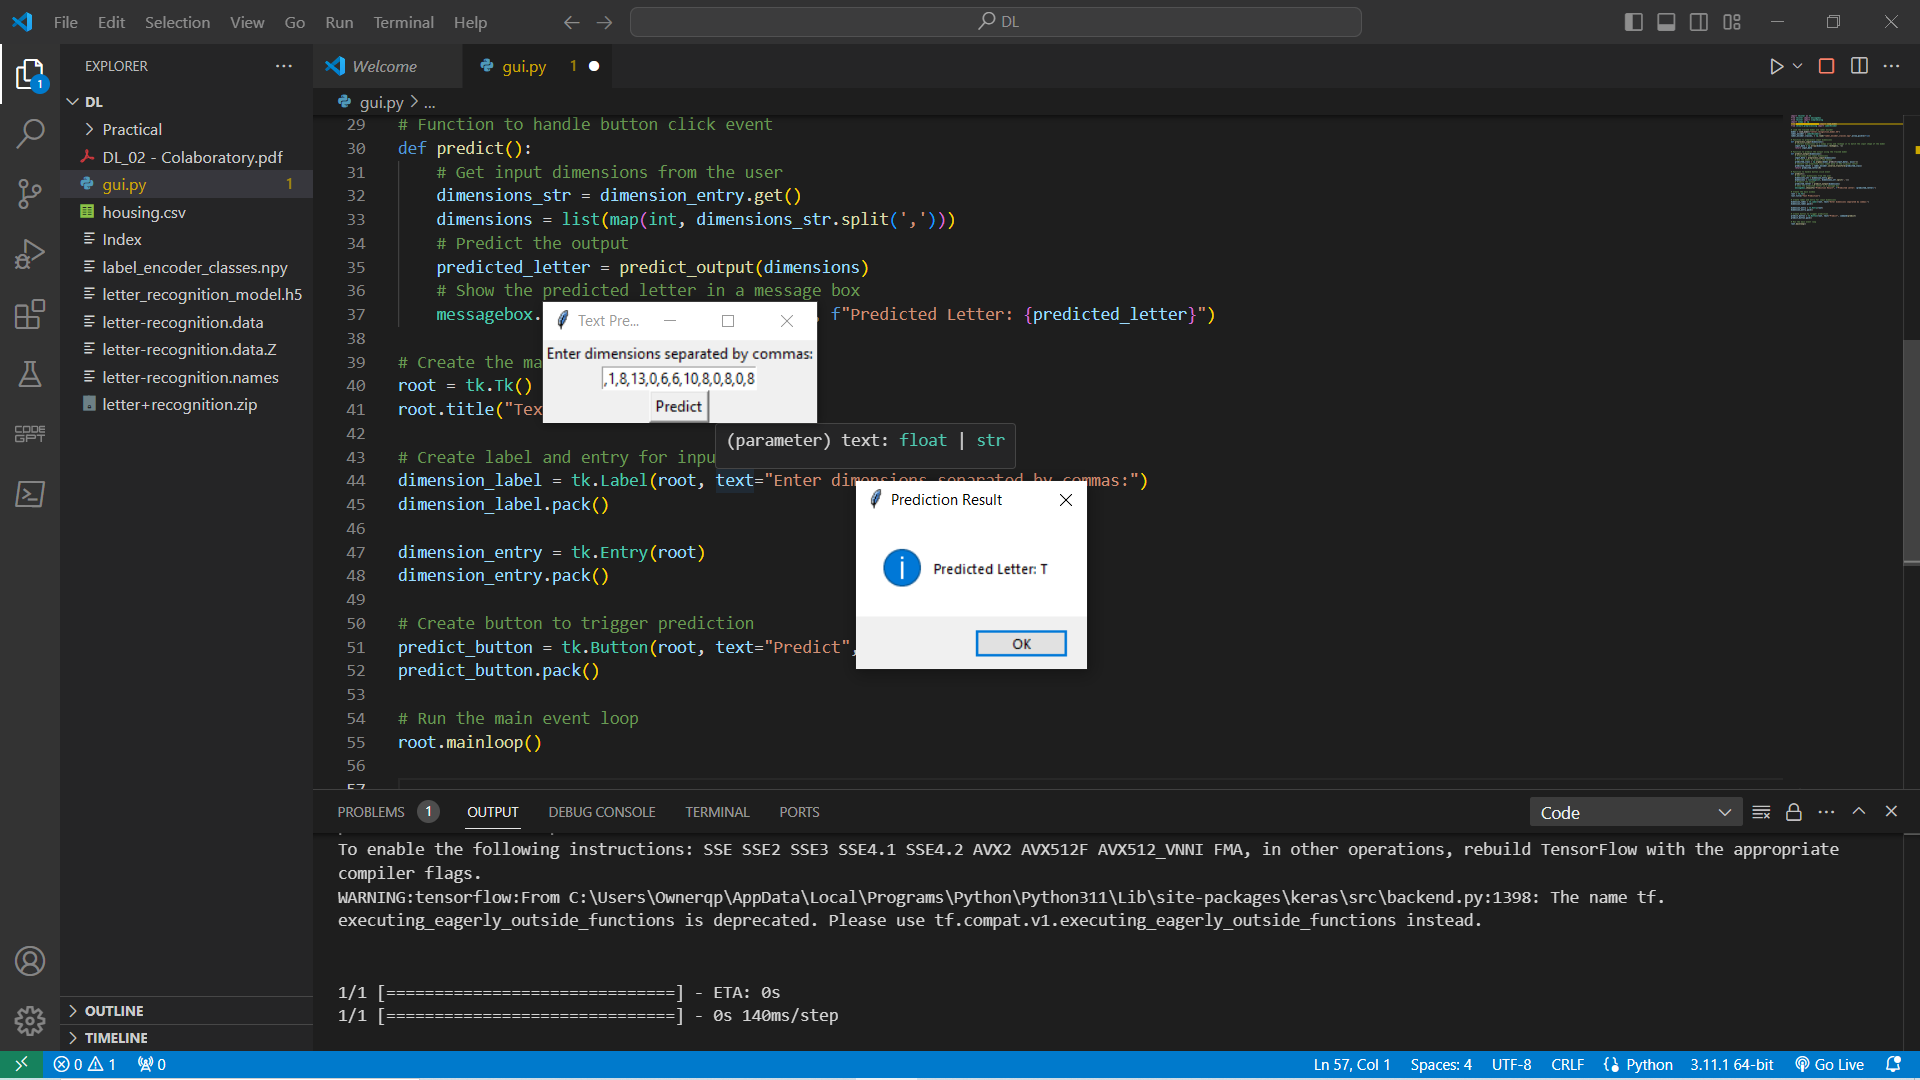 File Edit Selection View Go Run Terminal Help
DL
EXPLORER
Welcome
gui.py 1
1
DL
gui.py > ...
Practical
DL_02 - Colaboratory.pdf
gui.py 1
housing.csv
Index
label_encoder_classes.npy
letter_recognition_model.h5
letter-recognition.data
letter-recognition.data.Z
letter-recognition.names
letter+recognition.zip
CODE
GPT
OUTLINE
TIMELINE
29 # Function to handle button click event
30 def predict():
31 # Get input dimensions from the user
32 dimensions_str = dimension_entry.get()
33 dimensions = list(map(int, dimensions_str.split(',')))
34 # Predict the output
35 predicted_letter = predict_output(dimensions)
36 # Show the predicted letter in a message box
37 messagebox. , f"Predicted Letter: {predicted_letter}")
38
39 # Create the ma
40 root = tk.Tk()
41 root.title("Tex
42
43 # Create label and entry for inpu
44 dimension_label = tk.Label(root, text="Enter dimensions separated by commas:")
45 dimension_label.pack()
46
47 dimension_entry = tk.Entry(root)
48 dimension_entry.pack()
49
50 # Create button to trigger prediction
51 predict_button = tk.Button(root, text="Predict",
52 predict_button.pack()
53
54 # Run the main event loop
55 root.mainloop()
56
57
Text Pre...
Enter dimensions separated by commas:
,1,8,13,0,6,6,10,8,0,8,0,8
Predict
(parameter) text: float | str
Prediction Result
Predicted Letter: T
OK
PROBLEMS 1 OUTPUT DEBUG CONSOLE TERMINAL PORTS
Code
To enable the following instructions: SSE SSE2 SSE3 SSE4.1 SSE4.2 AVX2 AVX512F AVX512_VNNI FMA, in other operations, rebuild TensorFlow with the appropriate
compiler flags.
WARNING:tensorflow:From C:\Users\Ownerqp\AppData\Local\Programs\Python\Python311\Lib\site-packages\keras\src\backend.py:1398: The name tf.
executing_eagerly_outside_functions is deprecated. Please use tf.compat.v1.executing_eagerly_outside_functions instead.
1/1 [==============================] - ETA: 0s
1/1 [==============================] - 0s 140ms/step
0 1 0
Ln 57, Col 1 Spaces: 4 UTF-8 CRLF Python 3.11.1 64-bit Go Live